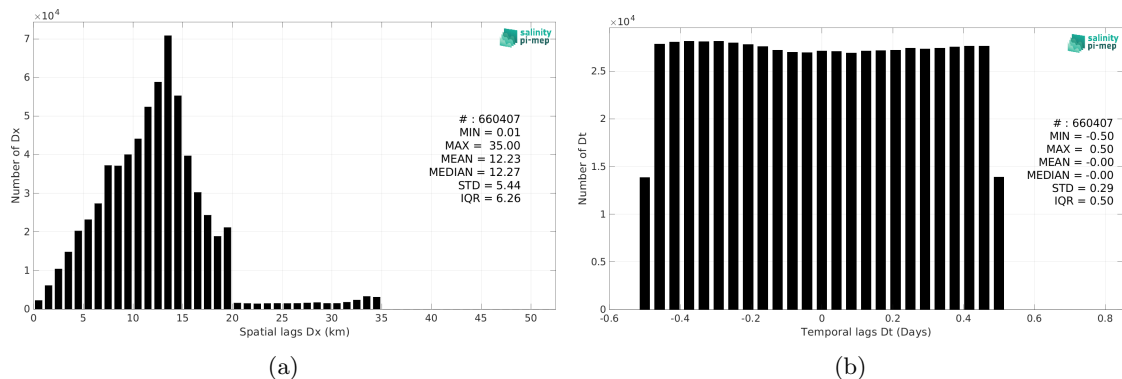 ×10⁴
7
6
5
4
3
2
1
0
Number of Dx
salinity
pi-mep
# : 660407
MIN = 0.01
MAX = 35.00
MEAN = 12.23
MEDIAN = 12.27
STD = 5.44
IQR = 6.26
0 5 10 15 20 25 30 35 40 45 50
Spatial lags Dx (km)
(a)
×10⁴
2.5
2
1.5
1
0.5
0
Number of Dt
salinity
pi-mep
# : 660407
MIN = -0.50
MAX = 0.50
MEAN = -0.00
MEDIAN = -0.00
STD = 0.29
IQR = 0.50
-0.6 -0.4 -0.2 0 0.2 0.4 0.6 0.8
Temporal lags Dt (Days)
(b)